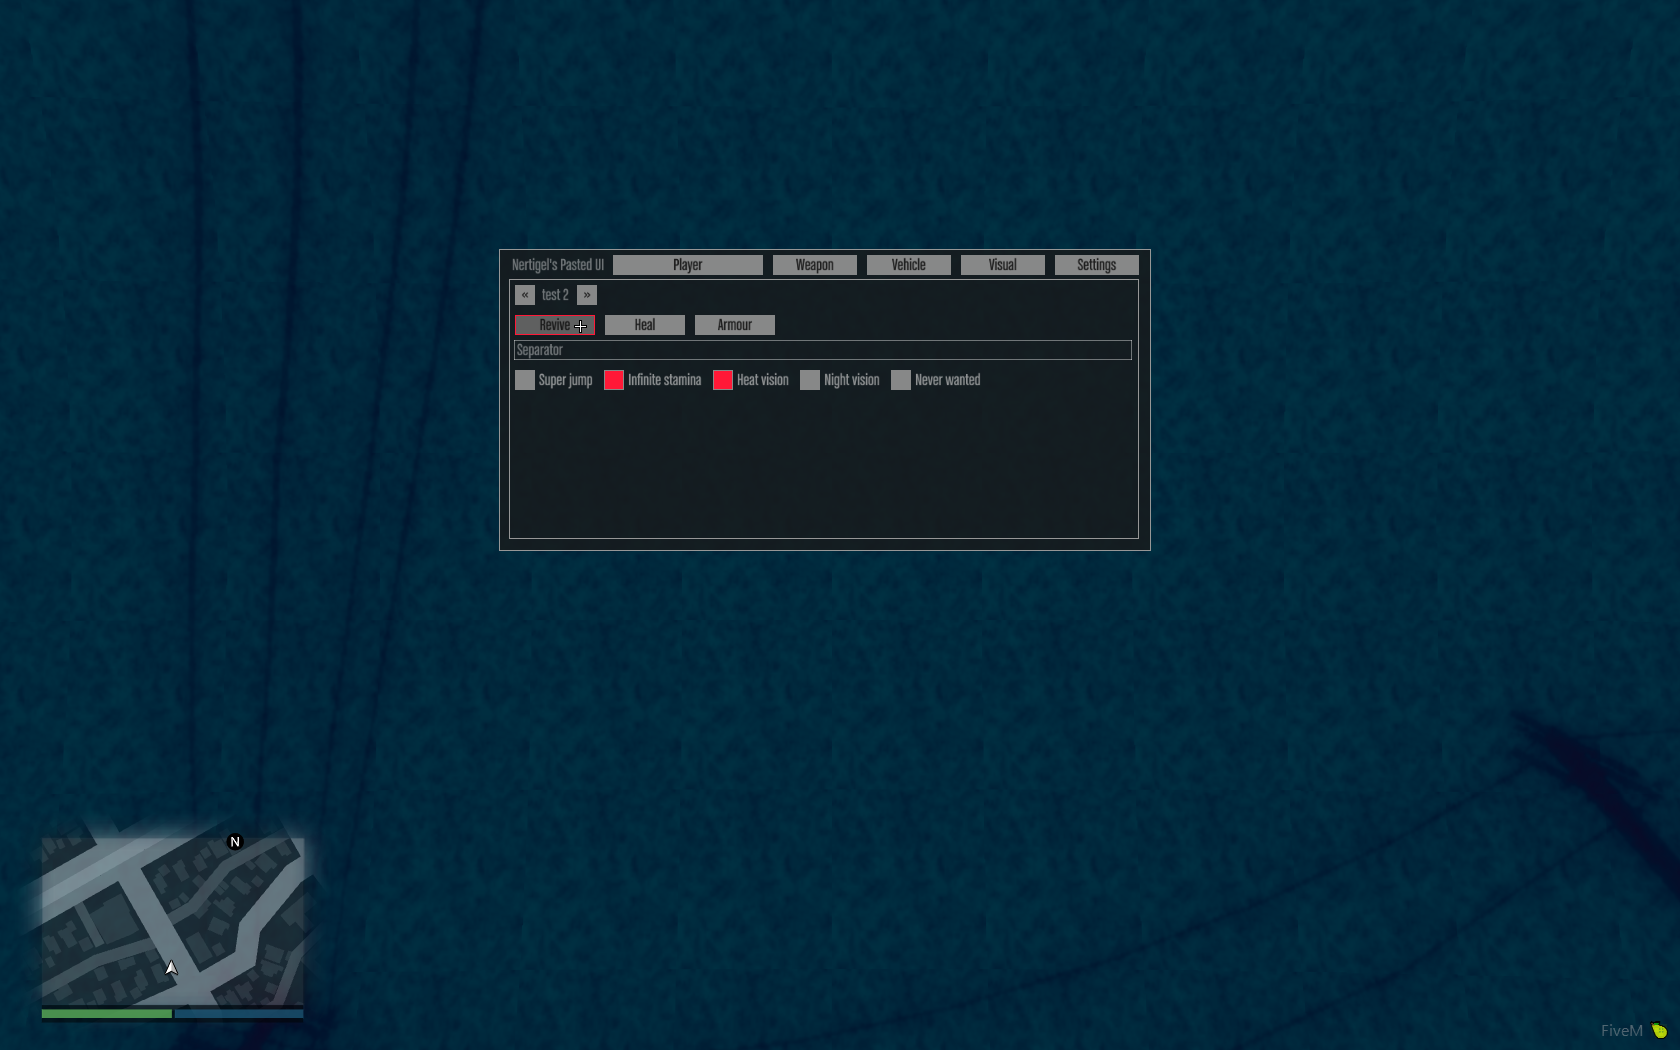 Nertigel's Pasted UI Player Weapon Vehicle Visual Settings
« test 2 »
Revive Heal Armour
Separator
Super jump Infinite stamina Heat vision Night vision Never wanted
N
FiveM